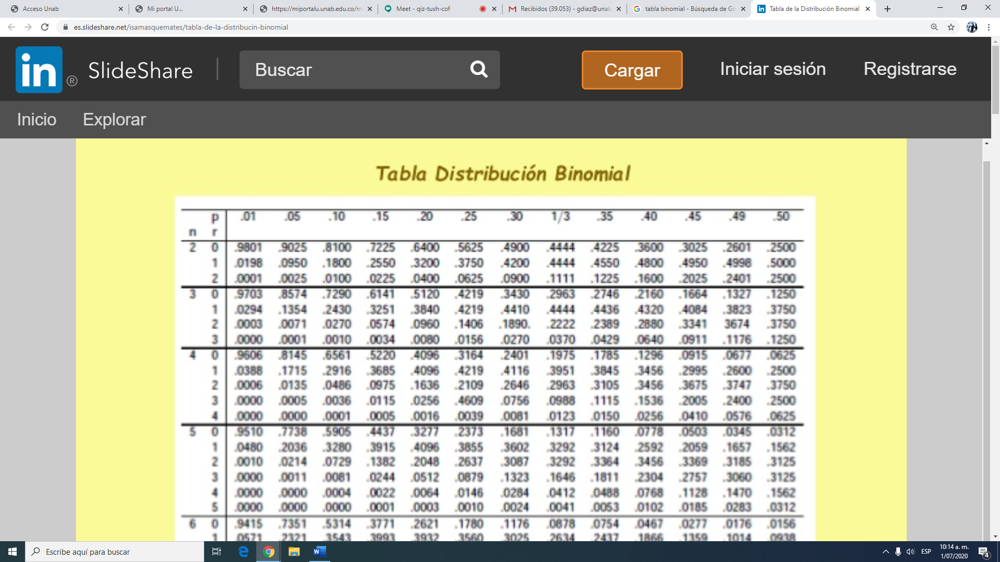 Acceso Unab
Mi portal U...
https://miportalu.unab.edu.co/m
Meet - qiz-tush-cof
Recibidos (39.053) - gdiaz@unab
tabla binomial - Búsqueda de Go
Tabla de la Distribución Binomial
es.slideshare.net/isamasquemates/tabla-de-la-distribucin-binomial
in ® SlideShare
Buscar
Cargar
Iniciar sesión
Registrarse
Inicio Explorar
Tabla Distribución Binomial
p .01 .05 .10 .15 .20 .25 .30 1/3 .35 .40 .45 .49 .50
n r
2 0 .9801 .9025 .8100 .7225 .6400 .5625 .4900 .4444 .4225 .3600 .3025 .2601 .2500
1 .0198 .0950 .1800 .2550 .3200 .3750 .4200 .4444 .4550 .4800 .4950 .4998 .5000
2 .0001 .0025 .0100 .0225 .0400 .0625 .0900 .1111 .1225 .1600 .2025 .2401 .2500
3 0 .9703 .8574 .7290 .6141 .5120 .4219 .3430 .2963 .2746 .2160 .1664 .1327 .1250
1 .0294 .1354 .2430 .3251 .3840 .4219 .4410 .4444 .4436 .4320 .4084 .3823 .3750
2 .0003 .0071 .0270 .0574 .0960 .1406 .1890. .2222 .2389 .2880 .3341 3674 .3750
3 .0000 .0001 .0010 .0034 .0080 .0156 .0270 .0370 .0429 .0640 .0911 .1176 .1250
4 0 .9606 .8145 .6561 .5220 .4096 .3164 .2401 .1975 .1785 .1296 .0915 .0677 .0625
1 .0388 .1715 .2916 .3685 .4096 .4219 .4116 .3951 .3845 .3456 .2995 .2600 .2500
2 .0006 .0135 .0486 .0975 .1636 .2109 .2646 .2963 .3105 .3456 .3675 .3747 .3750
3 .0000 .0005 .0036 .0115 .0256 .4609 .0756 .0988 .1115 .1536 .2005 .2400 .2500
4 .0000 .0000 .0001 .0005 .0016 .0039 .0081 .0123 .0150 .0256 .0410 .0576 .0625
5 0 .9510 .7738 .5905 .4437 .3277 .2373 .1681 .1317 .1160 .0778 .0503 .0345 .0312
1 .0480 .2036 .3280 .3915 .4096 .3855 .3602 .3292 .3124 .2592 .2059 .1657 .1562
2 .0010 .0214 .0729 .1382 .2048 .2637 .3087 .3292 .3364 .3456 .3369 .3185 .3125
3 .0000 .0011 .0081 .0244 .0512 .0879 .1323 .1646 .1811 .2304 .2757 .3060 .3125
4 .0000 .0000 .0004 .0022 .0064 .0146 .0284 .0412 .0488 .0768 .1128 .1470 .1562
5 .0000 .0000 .0000 .0001 .0003 .0010 .0024 .0041 .0053 .0102 .0185 .0283 .0312
6 0 .9415 .7351 .5314 .3771 .2621 .1780 .1176 .0878 .0754 .0467 .0277 .0176 .0156
1 .0571 .2321 .3543 .3993 .3932 .3560 .3025 .2634 .2437 .1866 .1359 .1014 .0938
Escribe aquí para buscar
ESP
10:14 a. m.
1/07/2020
4